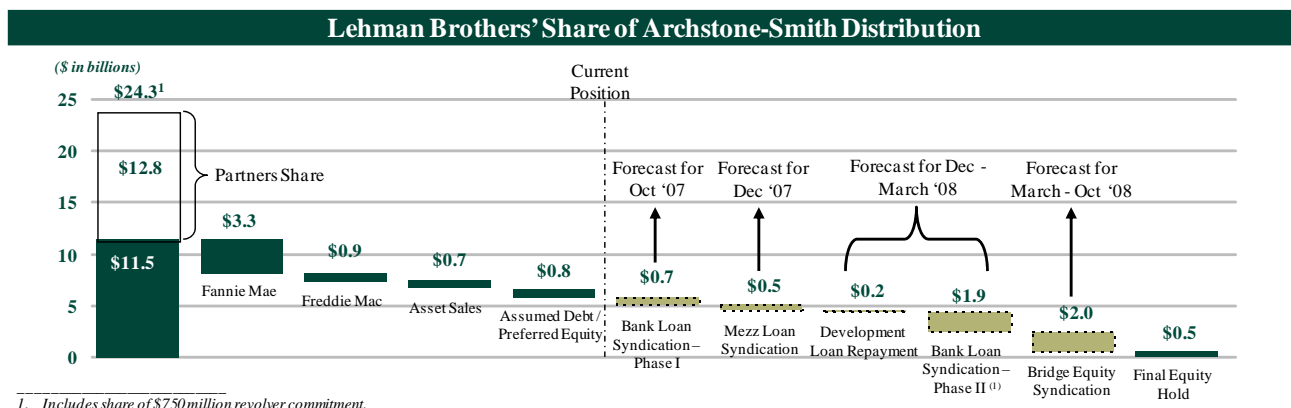 Lehman Brothers’ Share of Archstone-Smith Distribution
($ in billions)
$24.3¹
Current
Position
25
20
15
10
5
0
$12.8
Partners Share
$11.5
$3.3
Fannie Mae
$0.9
Freddie Mac
$0.7
Asset Sales
$0.8
Assumed Debt /
Preferred Equity
Forecast for
Oct ‘07
$0.7
Bank Loan
Syndication –
Phase I
Forecast for
Dec ‘07
$0.5
Mezz Loan
Syndication
Forecast for Dec -
March ‘08
$0.2
Development
Loan Repayment
$1.9
Bank Loan
Syndication –
Phase II (1)
Forecast for
March - Oct ‘08
$2.0
Bridge Equity
Syndication
$0.5
Final Equity
Hold
1. Includes share of $750 million revolver commitment.